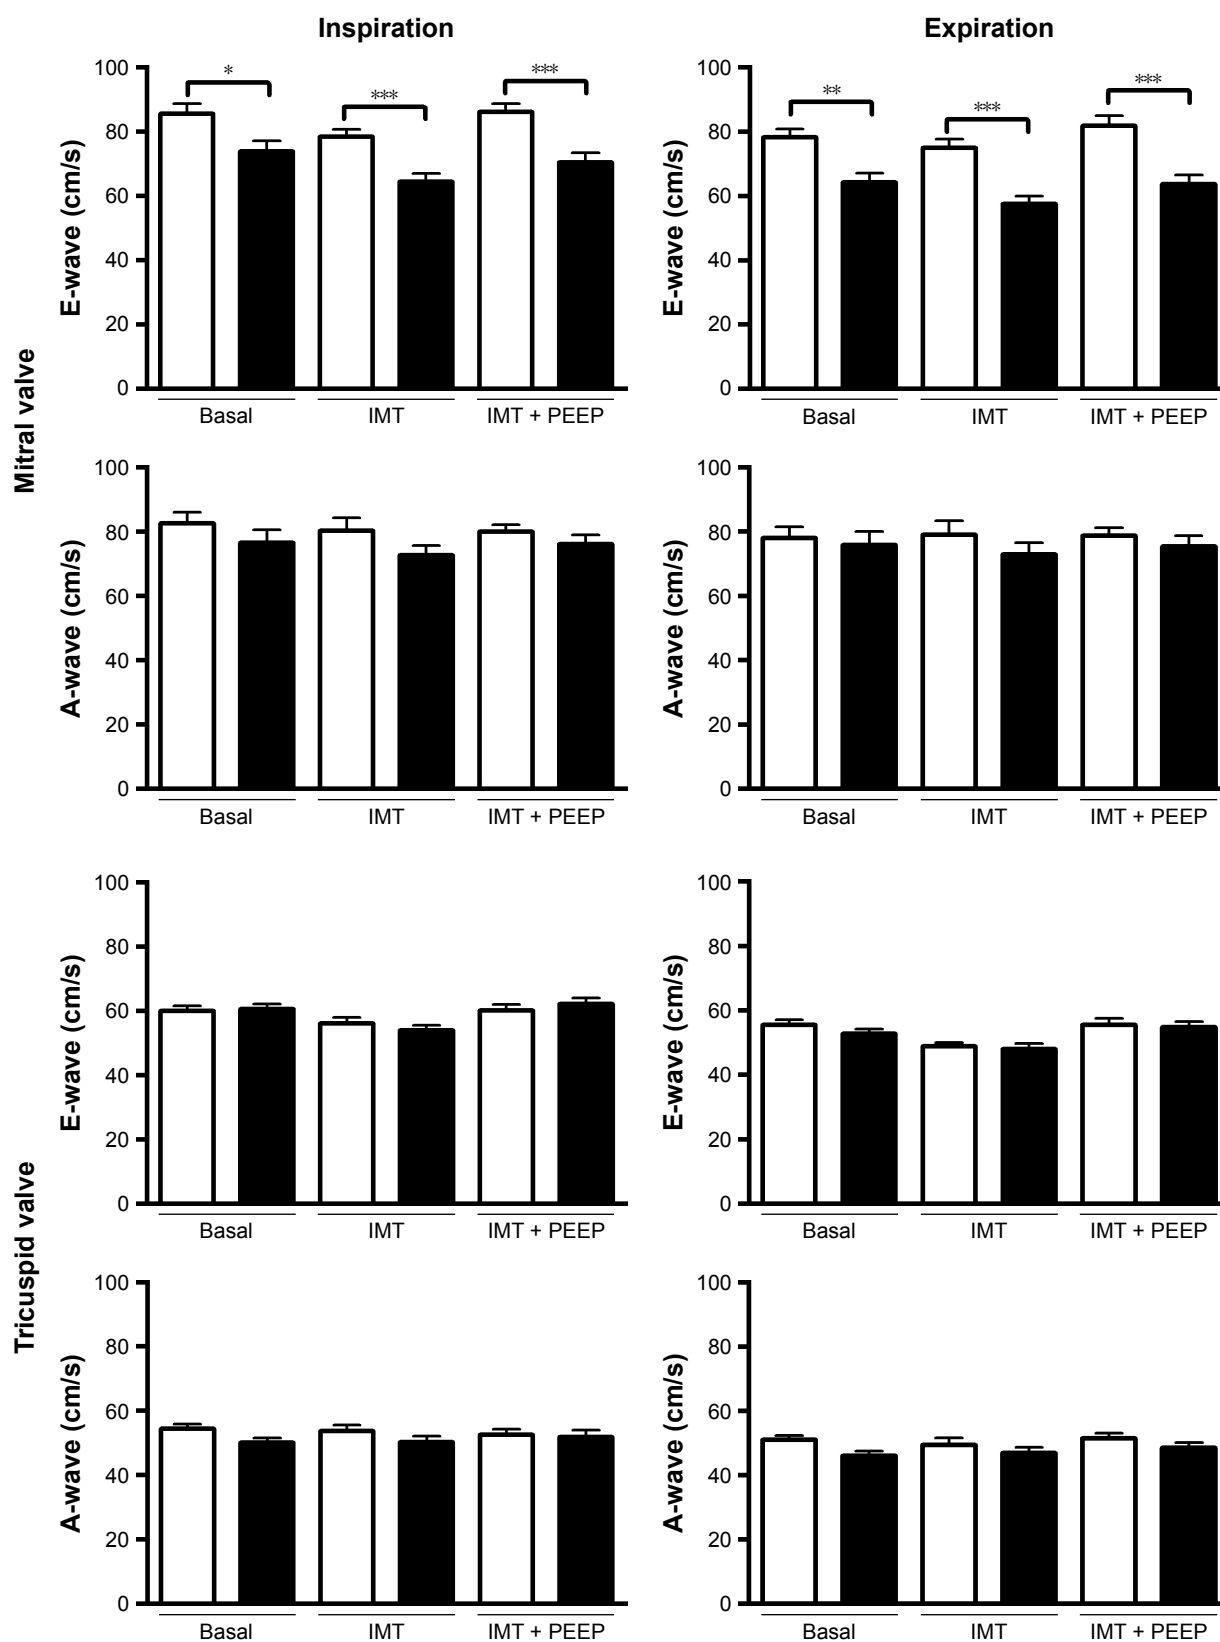 Inspiration
Expiration
Mitral valve
E-wave (cm/s)
100
80
60
40
20
0
*
***
***
Basal
IMT
IMT + PEEP
E-wave (cm/s)
100
80
60
40
20
0
**
***
***
Basal
IMT
IMT + PEEP
A-wave (cm/s)
100
80
60
40
20
0
Basal
IMT
IMT + PEEP
A-wave (cm/s)
100
80
60
40
20
0
Basal
IMT
IMT + PEEP
Tricuspid valve
E-wave (cm/s)
100
80
60
40
20
0
Basal
IMT
IMT + PEEP
E-wave (cm/s)
100
80
60
40
20
0
Basal
IMT
IMT + PEEP
A-wave (cm/s)
100
80
60
40
20
0
Basal
IMT
IMT + PEEP
A-wave (cm/s)
100
80
60
40
20
0
Basal
IMT
IMT + PEEP